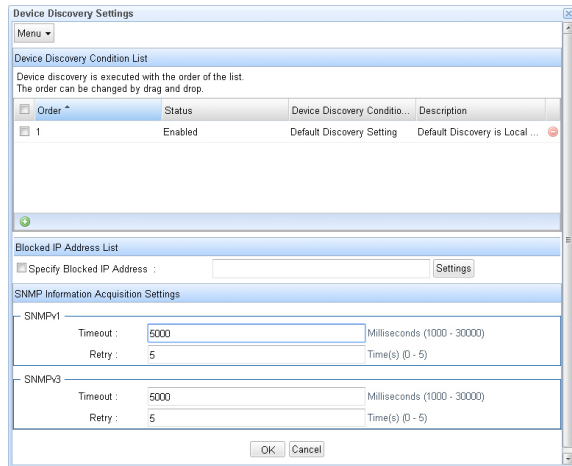 Device Discovery Settings
Menu
Device Discovery Condition List
Device discovery is executed with the order of the list.
The order can be changed by drag and drop.
Order Status Device Discovery Conditio... Description
1 Enabled Default Discovery Setting Default Discovery is Local ...
Blocked IP Address List
Specify Blocked IP Address : Settings
SNMP Information Acquisition Settings
SNMPv1
Timeout : 5000 Milliseconds (1000 - 30000)
Retry : 5 Time(s) (0 - 5)
SNMPv3
Timeout : 5000 Milliseconds (1000 - 30000)
Retry : 5 Time(s) (0 - 5)
OK Cancel